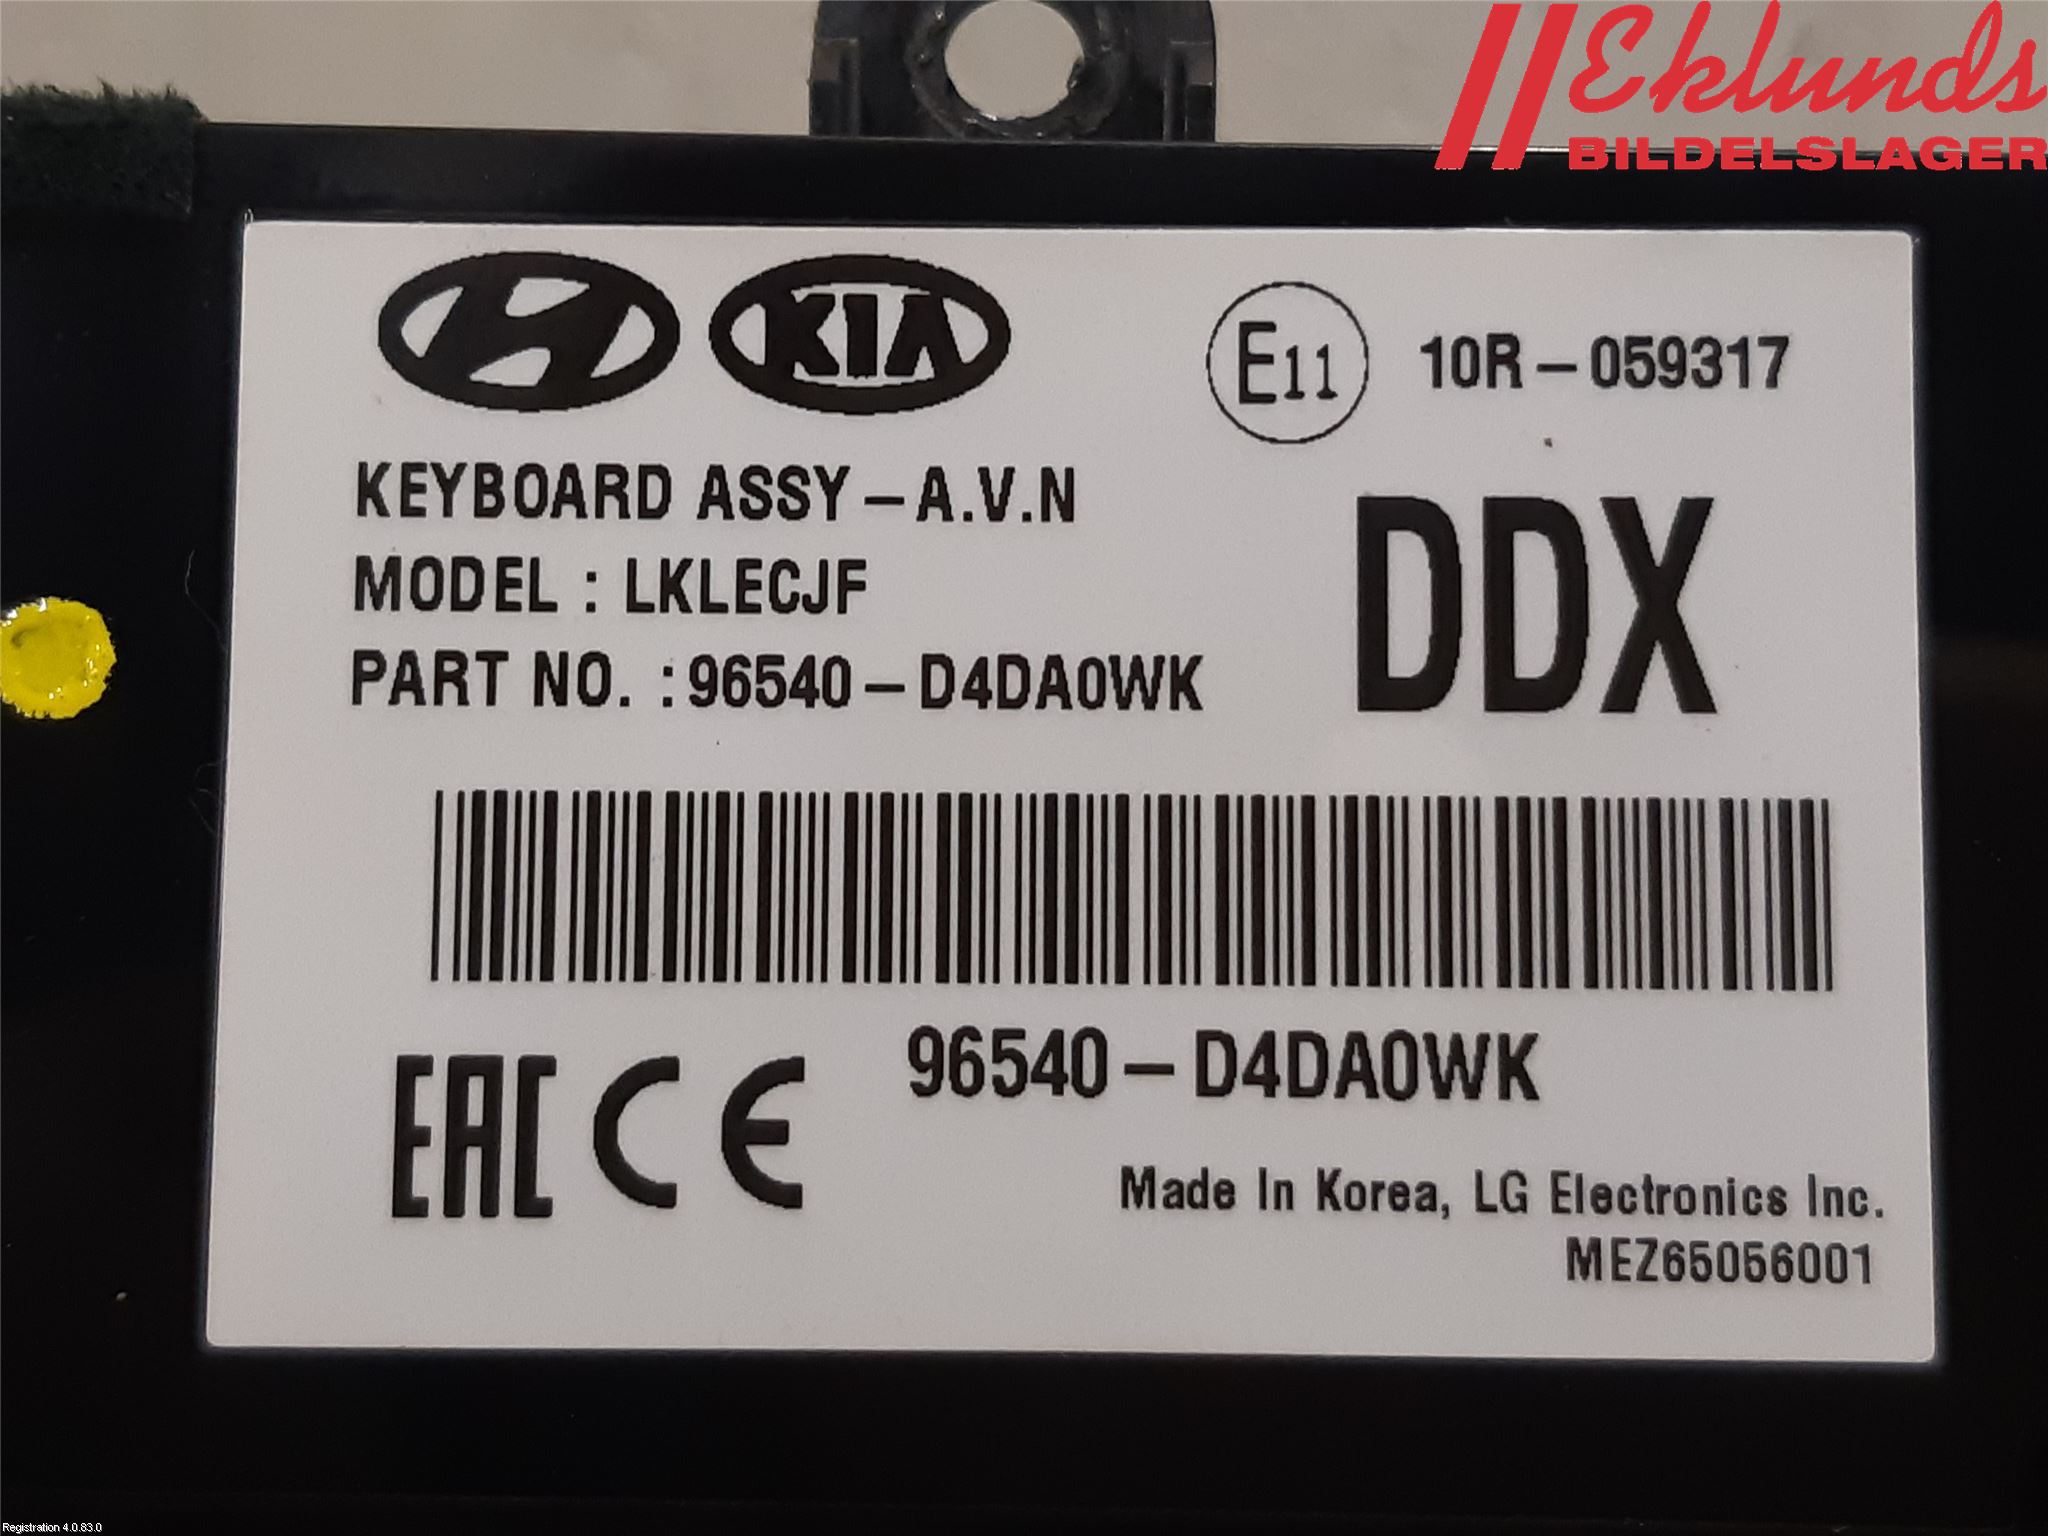 Eklunds
BILDELSLAGER
KIA
E11 10R-059317
KEYBOARD ASSY-A.V.N
MODEL : LKLECJF
PART NO. :96540-D4DA0WK
DDX
EAC CE
96540-D4DA0WK
Made In Korea, LG Electronics Inc.
MEZ65056001
Registration 4.0.83.0